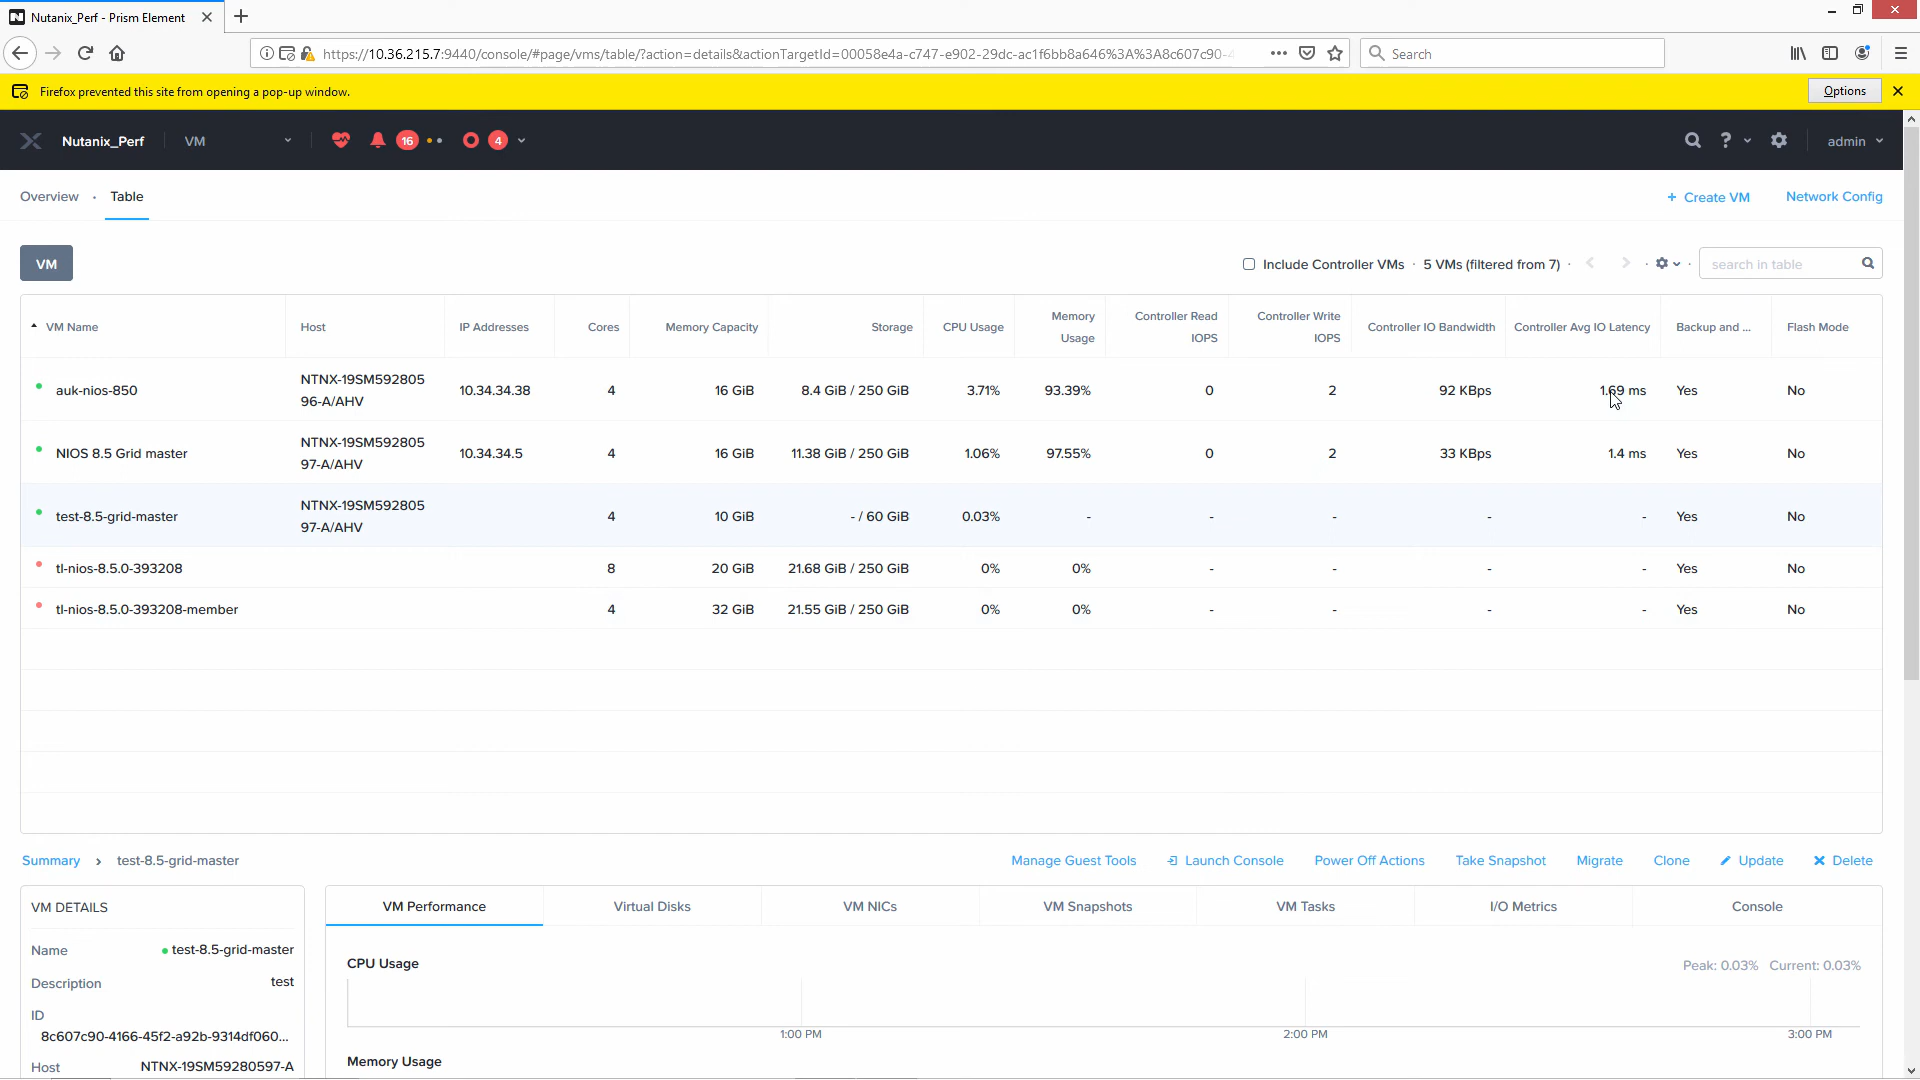 Nutanix_Perf - Prism Element
https://10.36.215.7:9440/console/#page/vms/table/?action=details&actionTargetId=00058e4a-c747-e902-29dc-ac1f6bb8a646%3A%3A8c607c90-
Search
Firefox prevented this site from opening a pop-up window.
Options
Nutanix_Perf
VM
16
4
?
admin
Overview · Table
+ Create VM
Network Config
VM
Include Controller VMs · 5 VMs (filtered from 7) ·
search in table
VM Name Host IP Addresses Cores Memory Capacity Storage CPU Usage Memory Usage Controller Read IOPS Controller Write IOPS Controller IO Bandwidth Controller Avg IO Latency Backup and ... Flash Mode
auk-nios-850 NTNX-19SM592805 10.34.34.38 4 16 GiB 8.4 GiB / 250 GiB 3.71% 93.39% 0 2 92 KBps 1.69 ms Yes No
96-A/AHV
NIOS 8.5 Grid master NTNX-19SM592805 10.34.34.5 4 16 GiB 11.38 GiB / 250 GiB 1.06% 97.55% 0 2 33 KBps 1.4 ms Yes No
97-A/AHV
test-8.5-grid-master NTNX-19SM592805 4 10 GiB - / 60 GiB 0.03% - - - - - Yes No
97-A/AHV
tl-nios-8.5.0-393208 8 20 GiB 21.68 GiB / 250 GiB 0% 0% - - - - Yes No
tl-nios-8.5.0-393208-member 4 32 GiB 21.55 GiB / 250 GiB 0% 0% - - - - Yes No
Summary › test-8.5-grid-master
Manage Guest Tools Launch Console Power Off Actions Take Snapshot Migrate Clone Update Delete
VM DETAILS
Name test-8.5-grid-master
Description test
ID
8c607c90-4166-45f2-a92b-9314df060...
Host NTNX-19SM59280597-A
VM Performance Virtual Disks VM NICs VM Snapshots VM Tasks I/O Metrics Console
CPU Usage
Peak: 0.03% Current: 0.03%
1:00 PM 2:00 PM 3:00 PM
Memory Usage